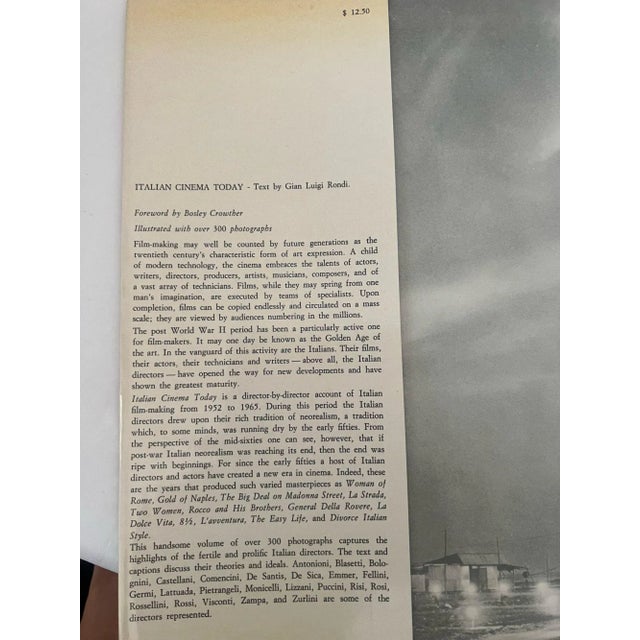 $ 12.50
ITALIAN CINEMA TODAY - Text by Gian Luigi Rondi.
Foreword by Bosley Crowther
Illustrated with over 300 photographs
Film-making may well be counted by future generations as the
twentieth century's characteristic form of art expression. A child
of modern technology, the cinema embraces the talents of actors,
writers, directors, producers, artists, musicians, composers, and of
a vast array of technicians. Films, while they may spring from one
man's imagination, are executed by teams of specialists. Upon
completion, films can be copied endlessly and circulated on a mass
scale; they are viewed by audiences numbering in the millions.
The post World War II period has been a particularly active one
for film-makers. It may one day be known as the Golden Age of
the art. In the vanguard of this activity are the Italians. Their films,
their actors, their technicians and writers — above all, the Italian
directors — have opened the way for new developments and have
shown the greatest maturity.
Italian Cinema Today is a director-by-director account of Italian
film-making from 1952 to 1965. During this period the Italian
directors drew upon their rich tradition of neorealism, a tradition
which, to some minds, was running dry by the early fifties. From
the perspective of the mid-sixties one can see, however, that if
post-war Italian neorealism was reaching its end, then the end was
ripe with beginnings. For since the early fifties a host of Italian
directors and actors have created a new era in cinema. Indeed, these
are the years that produced such varied masterpieces as Woman of
Rome, Gold of Naples, The Big Deal on Madonna Street, La Strada,
Two Women, Rocco and His Brothers, General Della Rovere, La
Dolce Vita, 8½, L'avventura, The Easy Life, and Divorce Italian
Style.
This handsome volume of over 300 photographs captures the
highlights of the fertile and prolific Italian directors. The text and
captions discuss their theories and ideals. Antonioni, Blasetti, Bolo-
gnini, Castellani, Comencini, De Santis, De Sica, Emmer, Fellini,
Germi, Lattuada, Pietrangeli, Monicelli, Lizzani, Puccini, Risi, Rosi,
Rossellini, Rossi, Visconti, Zampa, and Zurlini are some of the
directors represented.